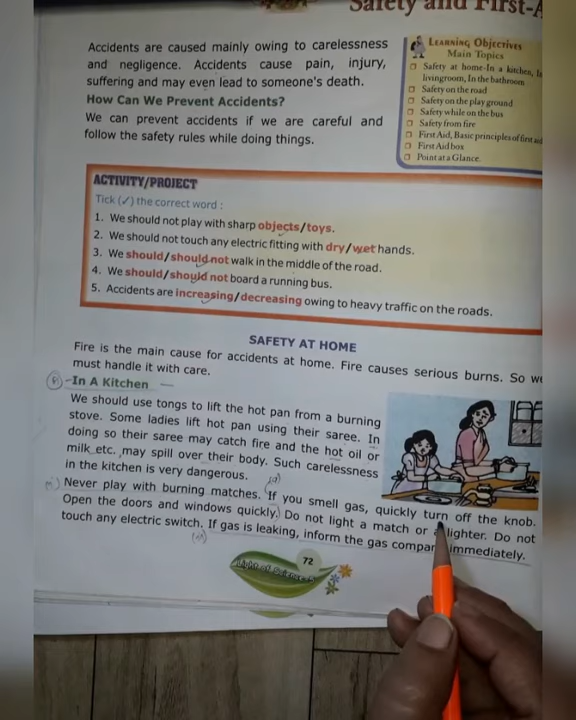 Safety and First-A
Accidents are caused mainly owing to carelessness
and negligence. Accidents cause pain, injury,
suffering and may even lead to someone's death.
How Can We Prevent Accidents?
We can prevent accidents if we are careful and
follow the safety rules while doing things.
LEARNING OBJECTIVES
Main Topics
Safety at home-In a kitchen, In
livingroom, In the bathroom
Safety on the road
Safety on the play ground
Safety while on the bus
Safety from fire
First Aid, Basic principles of first aid
First Aid box
Point at a Glance.
ACTIVITY/PROJECT
Tick (✓) the correct word :
1. We should not play with sharp objects/toys.
2. We should not touch any electric fitting with dry/wet hands.
3. We should/should not walk in the middle of the road.
4. We should/should not board a running bus.
5. Accidents are increasing/decreasing owing to heavy traffic on the roads.
SAFETY AT HOME
Fire is the main cause for accidents at home. Fire causes serious burns. So we
must handle it with care.
In A Kitchen
We should use tongs to lift the hot pan from a burning
stove. Some ladies lift hot pan using their saree. In
doing so their saree may catch fire and the hot oil or
milk etc. may spill over their body. Such carelessness
in the kitchen is very dangerous.
Never play with burning matches. If you smell gas, quickly turn off the knob.
Open the doors and windows quickly. Do not light a match or a lighter. Do not
touch any electric switch. If gas is leaking, inform the gas compan immediately.
72